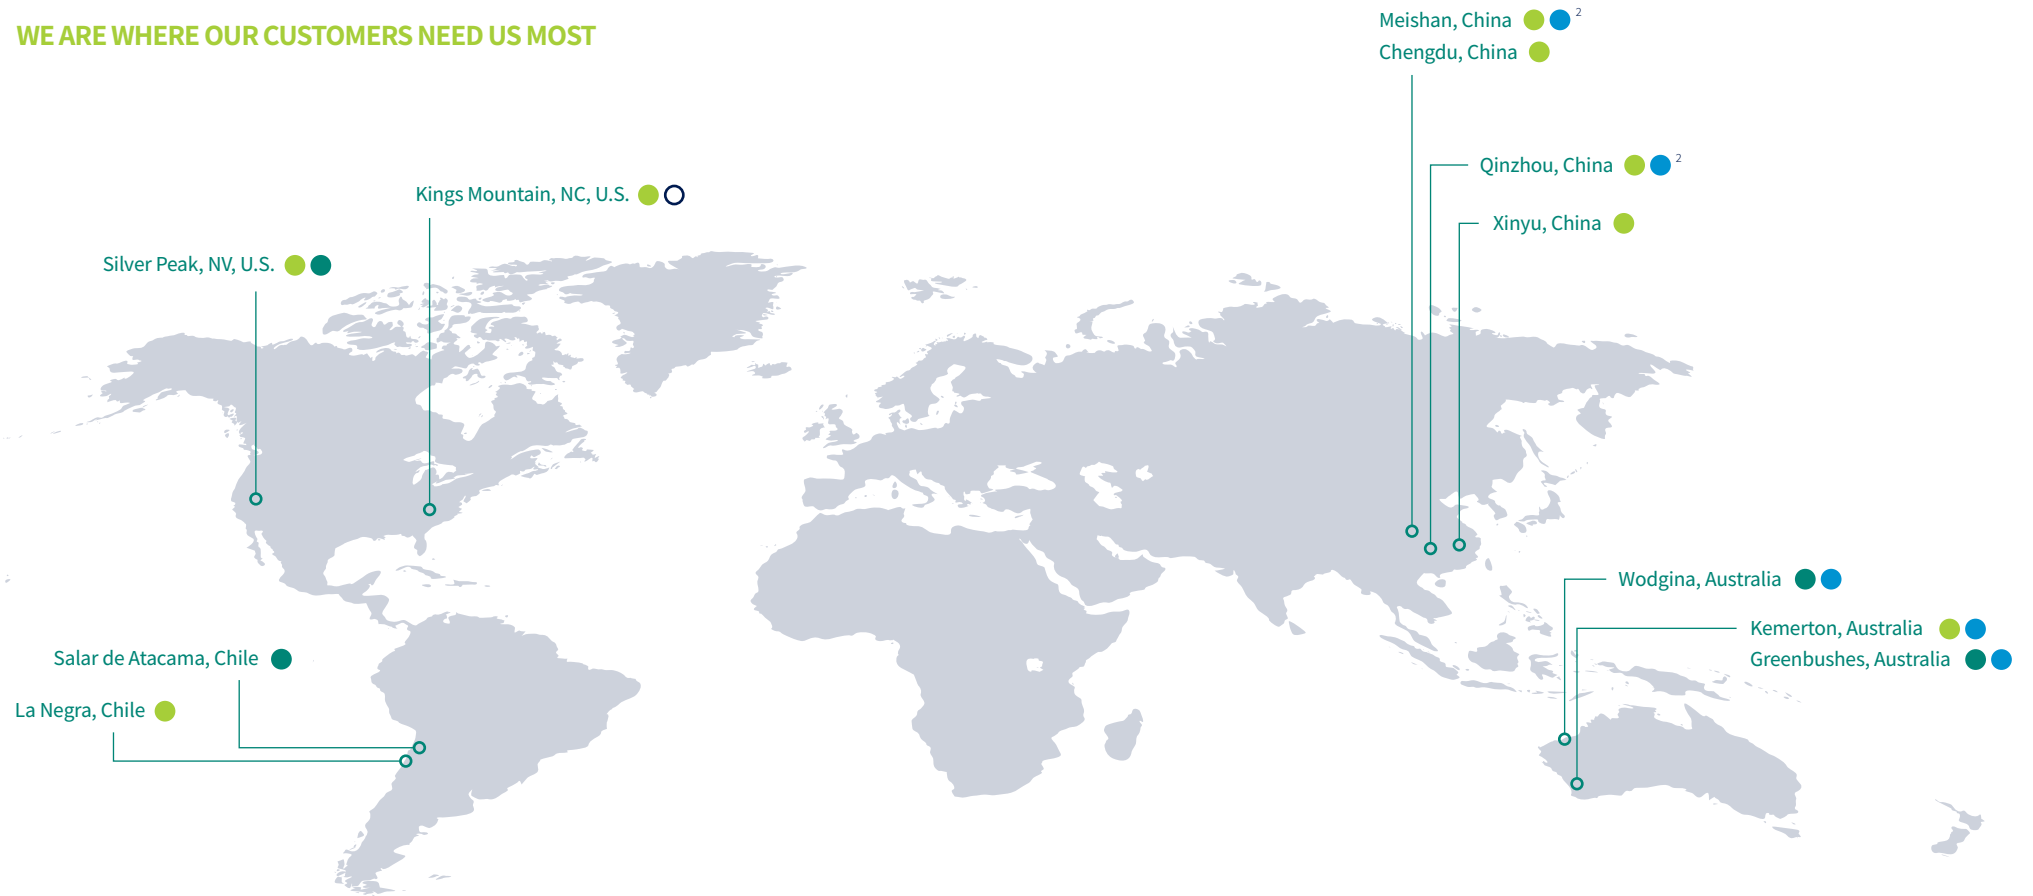 WE ARE WHERE OUR CUSTOMERS NEED US MOST
Meishan, China 2
Chengdu, China
Qinzhou, China 2
Kings Mountain, NC, U.S.
Xinyu, China
Silver Peak, NV, U.S.
Wodgina, Australia
Kemerton, Australia
Greenbushes, Australia
Salar de Atacama, Chile
La Negra, Chile